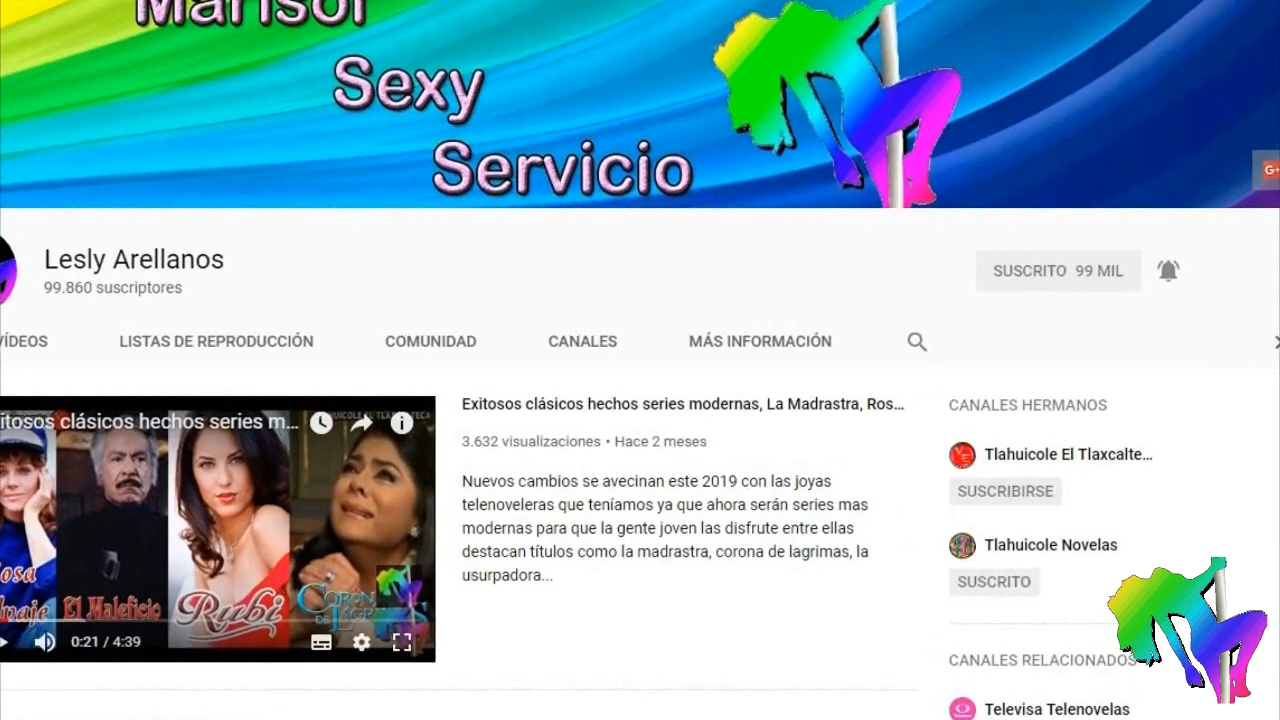 Marisol
Sexy
Servicio
G+
Lesly Arellanos
99.860 suscriptores
SUSCRITO 99 MIL
VÍDEOS
LISTAS DE REPRODUCCIÓN
COMUNIDAD
CANALES
MÁS INFORMACIÓN
itosos clásicos hechos series m...
El Maleficio
Rubi
0:21 / 4:39
Exitosos clásicos hechos series modernas, La Madrastra, Ros...
3.632 visualizaciones • Hace 2 meses
Nuevos cambios se avecinan este 2019 con las joyas
telenoveleras que teníamos ya que ahora serán series mas
modernas para que la gente joven las disfrute entre ellas
destacan títulos como la madrastra, corona de lagrimas, la
usurpadora...
CANALES HERMANOS
Tlahuicole El Tlaxcalte...
SUSCRIBIRSE
Tlahuicole Novelas
SUSCRITO
CANALES RELACIONADOS
Televisa Telenovelas